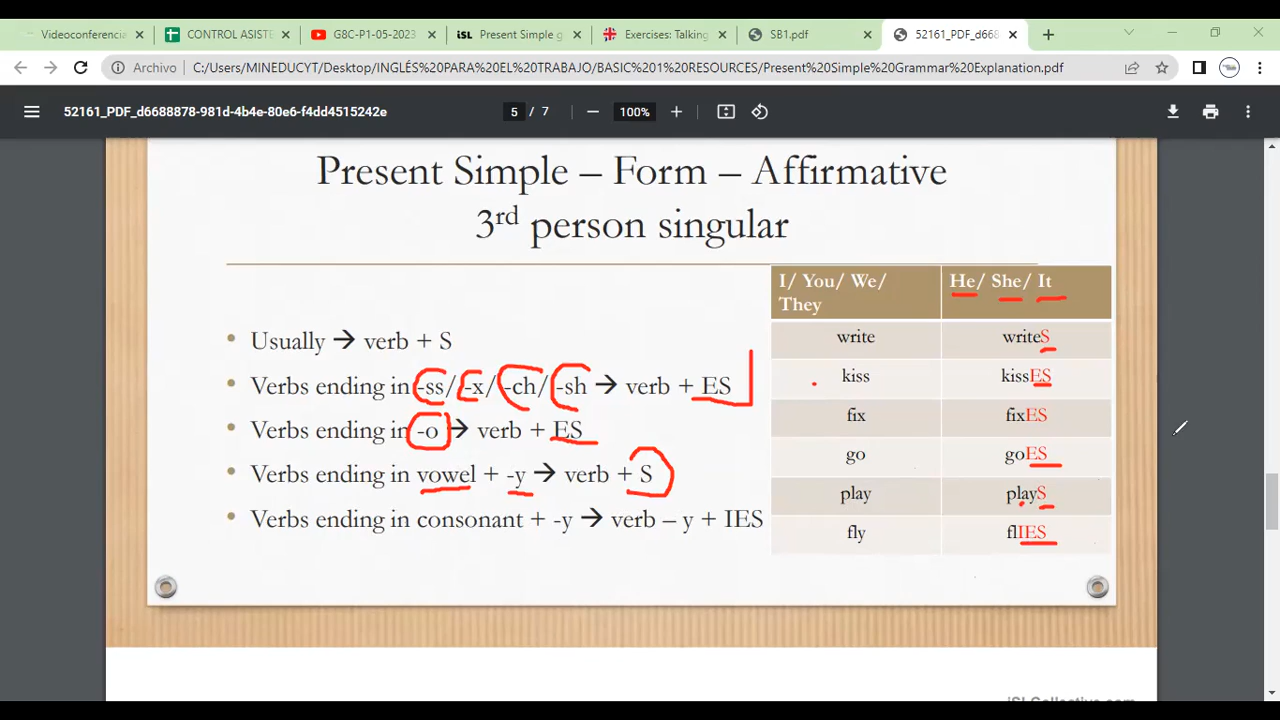 Videoconferencia
CONTROL ASISTE
G8C-P1-05-2023
iSL Present Simple g
Exercises: Talking
SB1.pdf
52161_PDF_d668
Archivo
C:/Users/MINEDUCYT/Desktop/INGLÉS%20PARA%20EL%20TRABAJO/BASIC%201%20RESOURCES/Present%20Simple%20Grammar%20Explanation.pdf
52161_PDF_d6688878-981d-4b4e-80e6-f4dd4515242e
5 / 7
100%
Present Simple – Form – Affirmative
3rd person singular
• Usually → verb + S
• Verbs ending in -ss/ -x/ -ch/ -sh → verb + ES
• Verbs ending in -o → verb + ES
• Verbs ending in vowel + -y → verb + S
• Verbs ending in consonant + -y → verb – y + IES
I/ You/ We/ They
He/ She/ It
write writeS
kiss kissES
fix fixES
go goES
play playS
fly flIES
iSLCollective.com